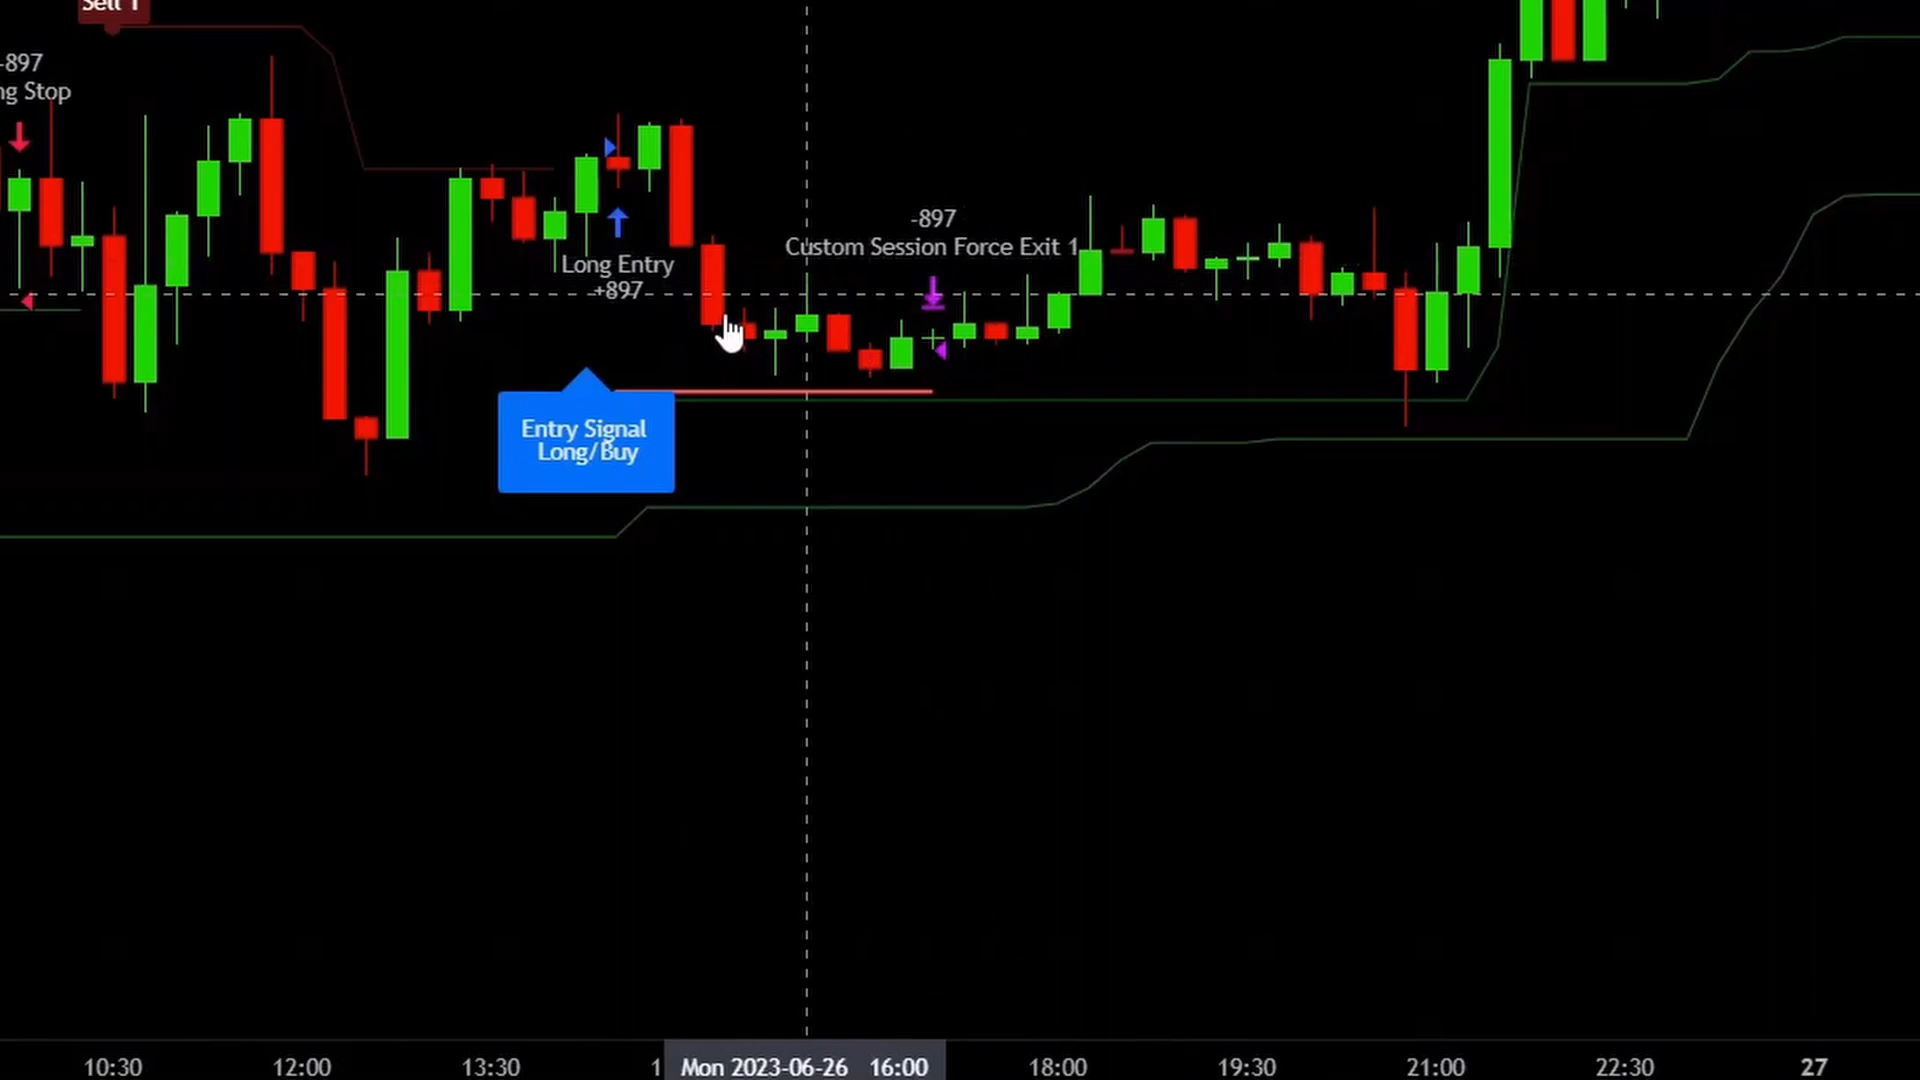 Sell 1
-897
ng Stop
Long Entry
+897
-897
Custom Session Force Exit 1
Entry Signal
Long/Buy
10:30
12:00
13:30
1
Mon 2023-06-26 16:00
18:00
19:30
21:00
22:30
27